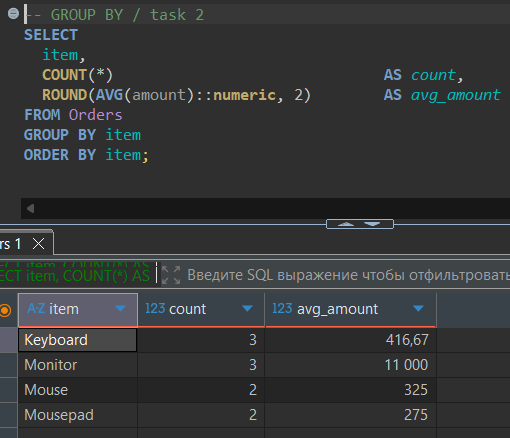 -- GROUP BY / task 2
SELECT
item,
COUNT(*) AS count,
ROUND(AVG(amount)::numeric, 2) AS avg_amount
FROM Orders
GROUP BY item
ORDER BY item;
rs 1
ECT item, COUNT(*) AS Введите SQL выражение чтобы отфильтровать
A-Z item 123 count 123 avg_amount
Keyboard 3 416,67
Monitor 3 11 000
Mouse 2 325
Mousepad 2 275